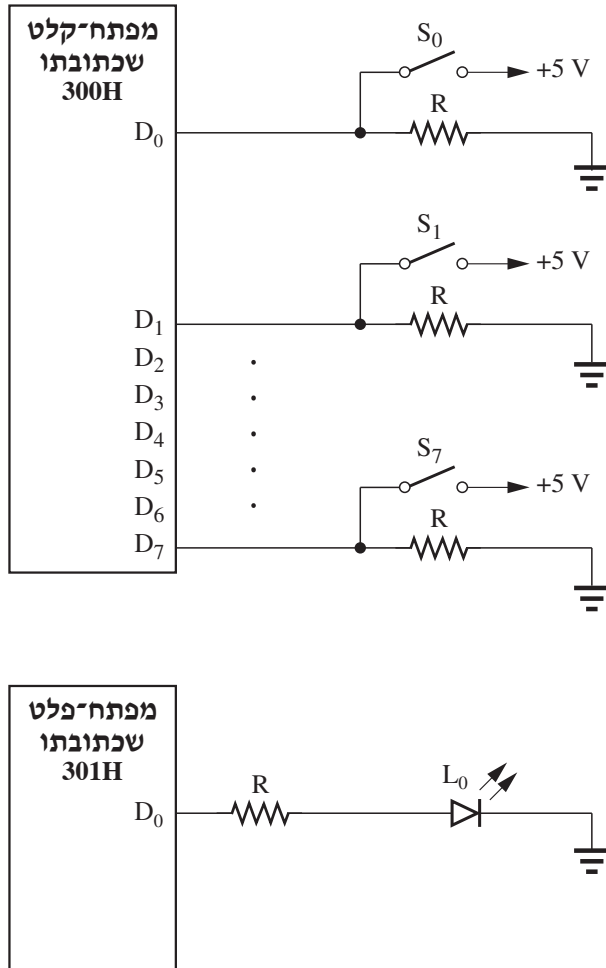 מפתח־קלט
שכתובתו
300H
S₀
+5 V
R
D₀
S₁
+5 V
R
D₁
D₂
D₃
D₄
D₅
D₆
S₇
+5 V
R
D₇
מפתח־פלט
שכתובתו
301H
R
L₀
D₀